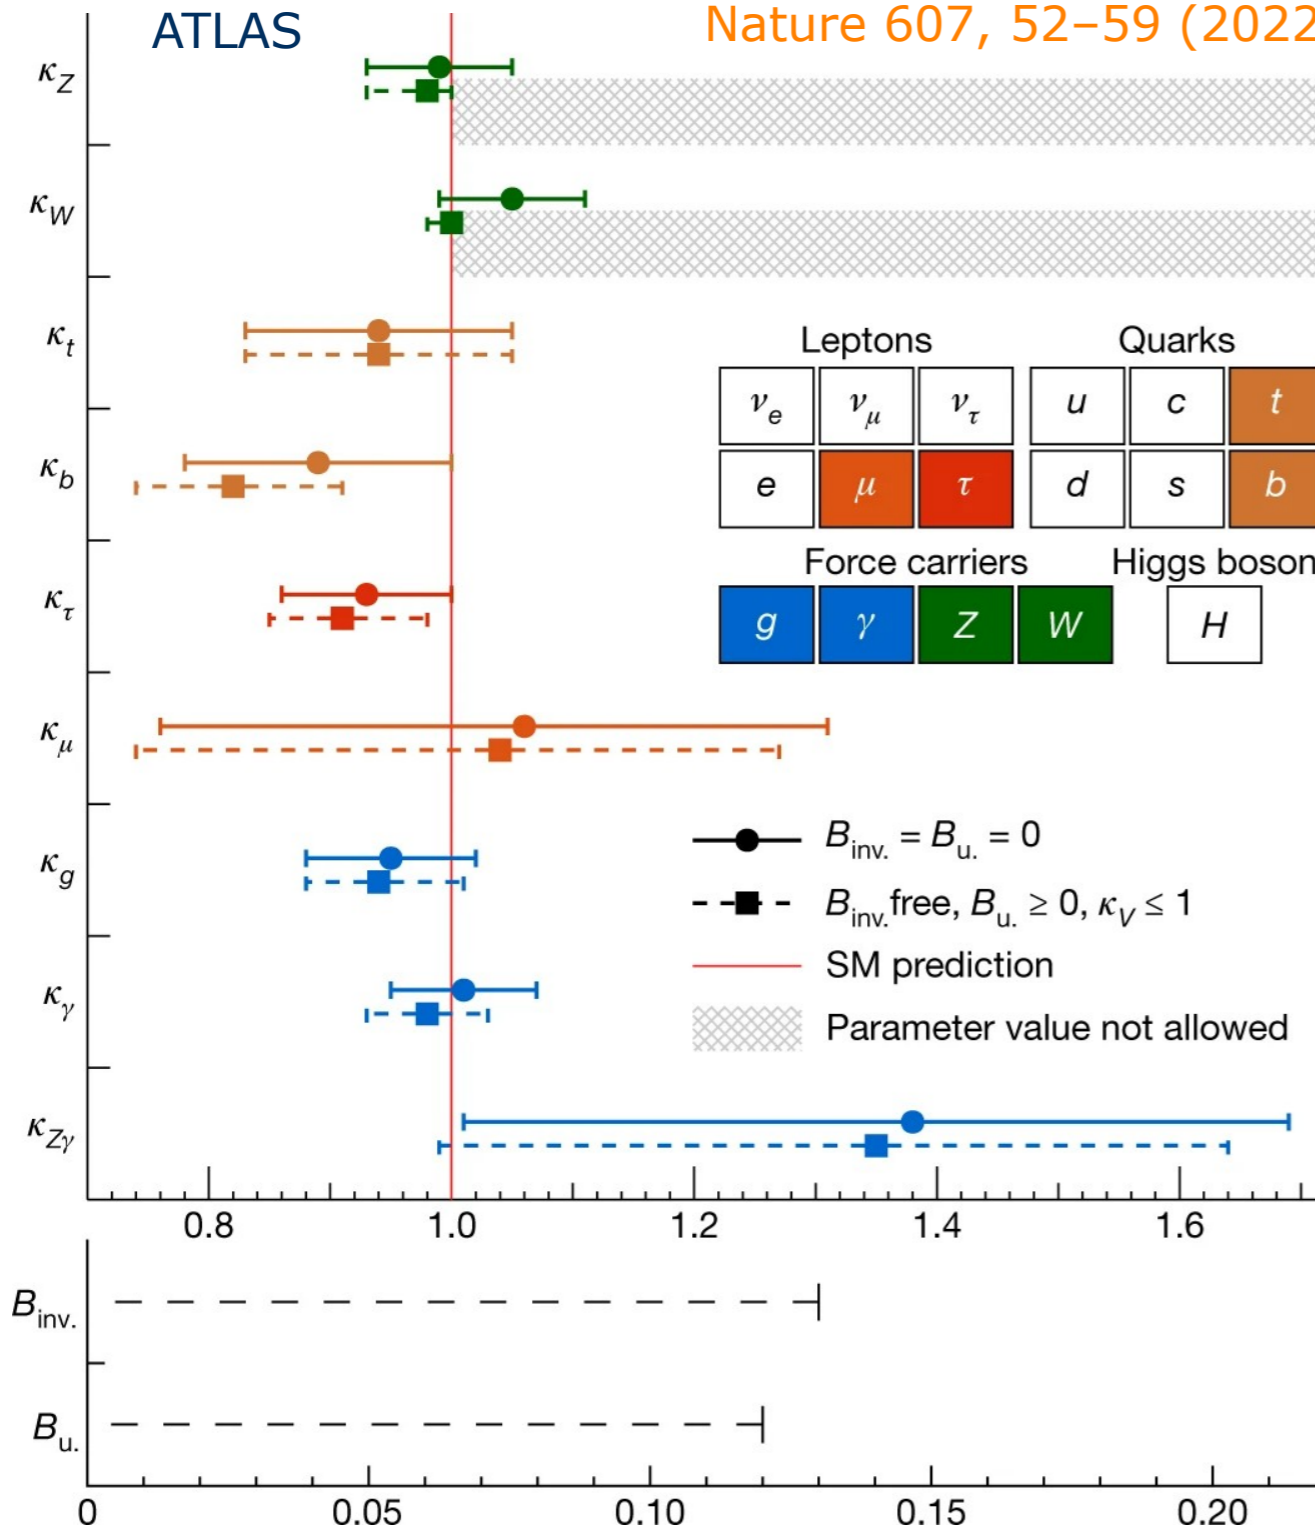 ATLAS
Nature 607, 52–59 (2022
κZ
κW
κt
κb
κτ
κμ
κg
κγ
κZγ
Leptons Quarks
νe νμ ντ u c t
e μ τ d s b
Force carriers Higgs boson
g γ Z W H
Binv. = Bu. = 0
Binv. free, Bu. ≥ 0, κV ≤ 1
SM prediction
Parameter value not allowed
0.8 1.0 1.2 1.4 1.6
Binv.
Bu.
0 0.05 0.10 0.15 0.20